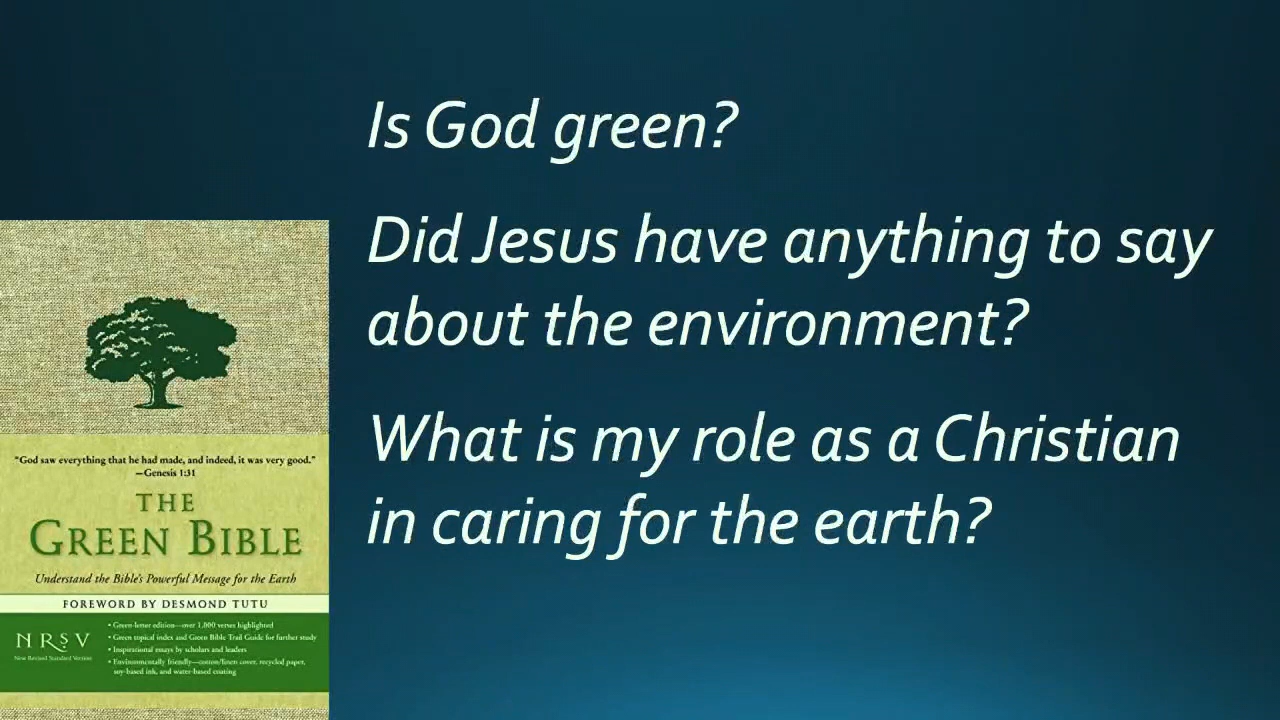 Is God green?
Did Jesus have anything to say
about the environment?
What is my role as a Christian
in caring for the earth?
"God saw everything that he had made, and indeed, it was very good."
—Genesis 1:31
THE
GREEN BIBLE
Understand the Bible's Powerful Message for the Earth
FOREWORD BY DESMOND TUTU
NRSV
New Revised Standard Version
• Green-letter edition—over 1,000 verses highlighted
• Green topical index and Green Bible Trail Guide for further study
• Inspirational essays by scholars and leaders
• Environmentally friendly—cotton/linen cover, recycled paper,
soy-based ink, and water-based coating